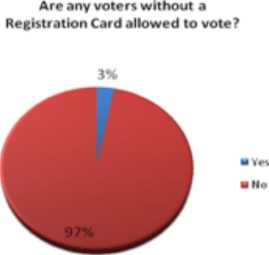 Are any voters without a
Registration Card allowed to vote?
3%
Yes
No
97%